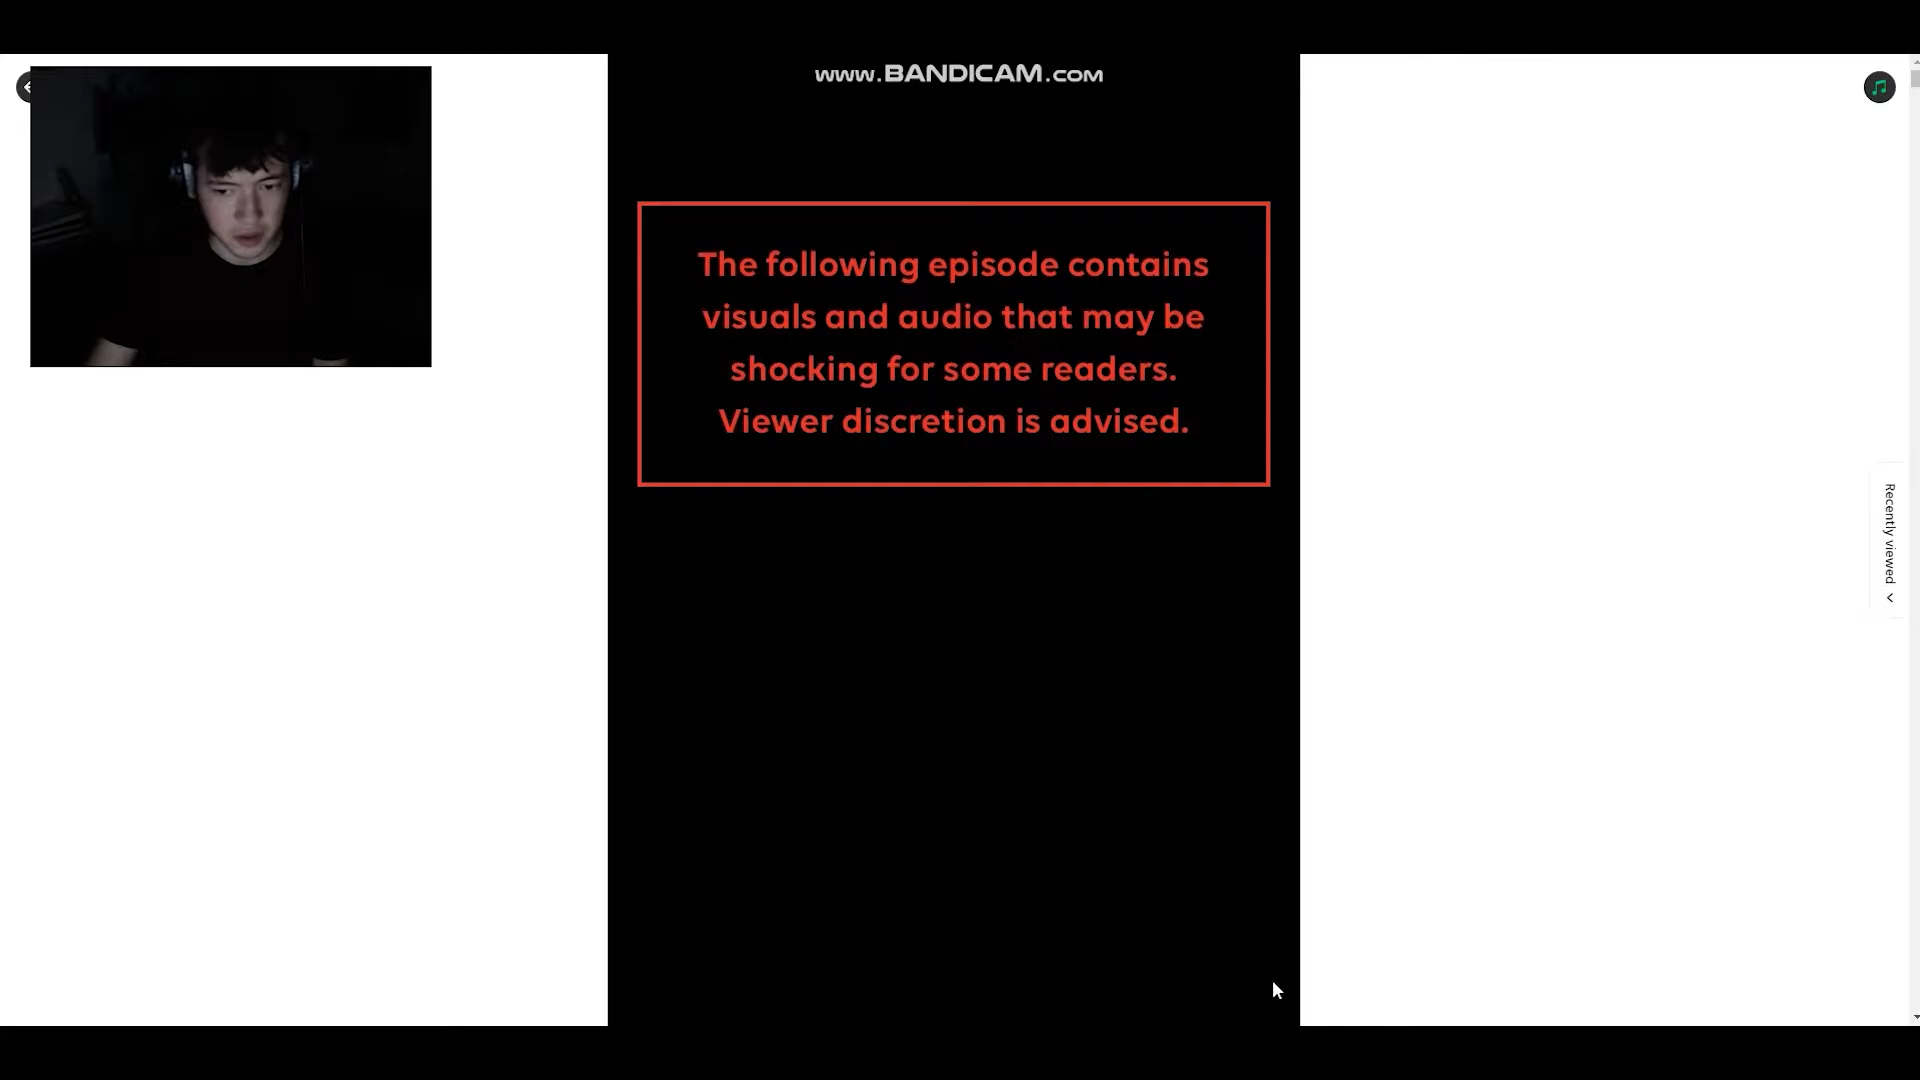 www.BANDICAM.com
The following episode contains
visuals and audio that may be
shocking for some readers.
Viewer discretion is advised.
Recently viewed